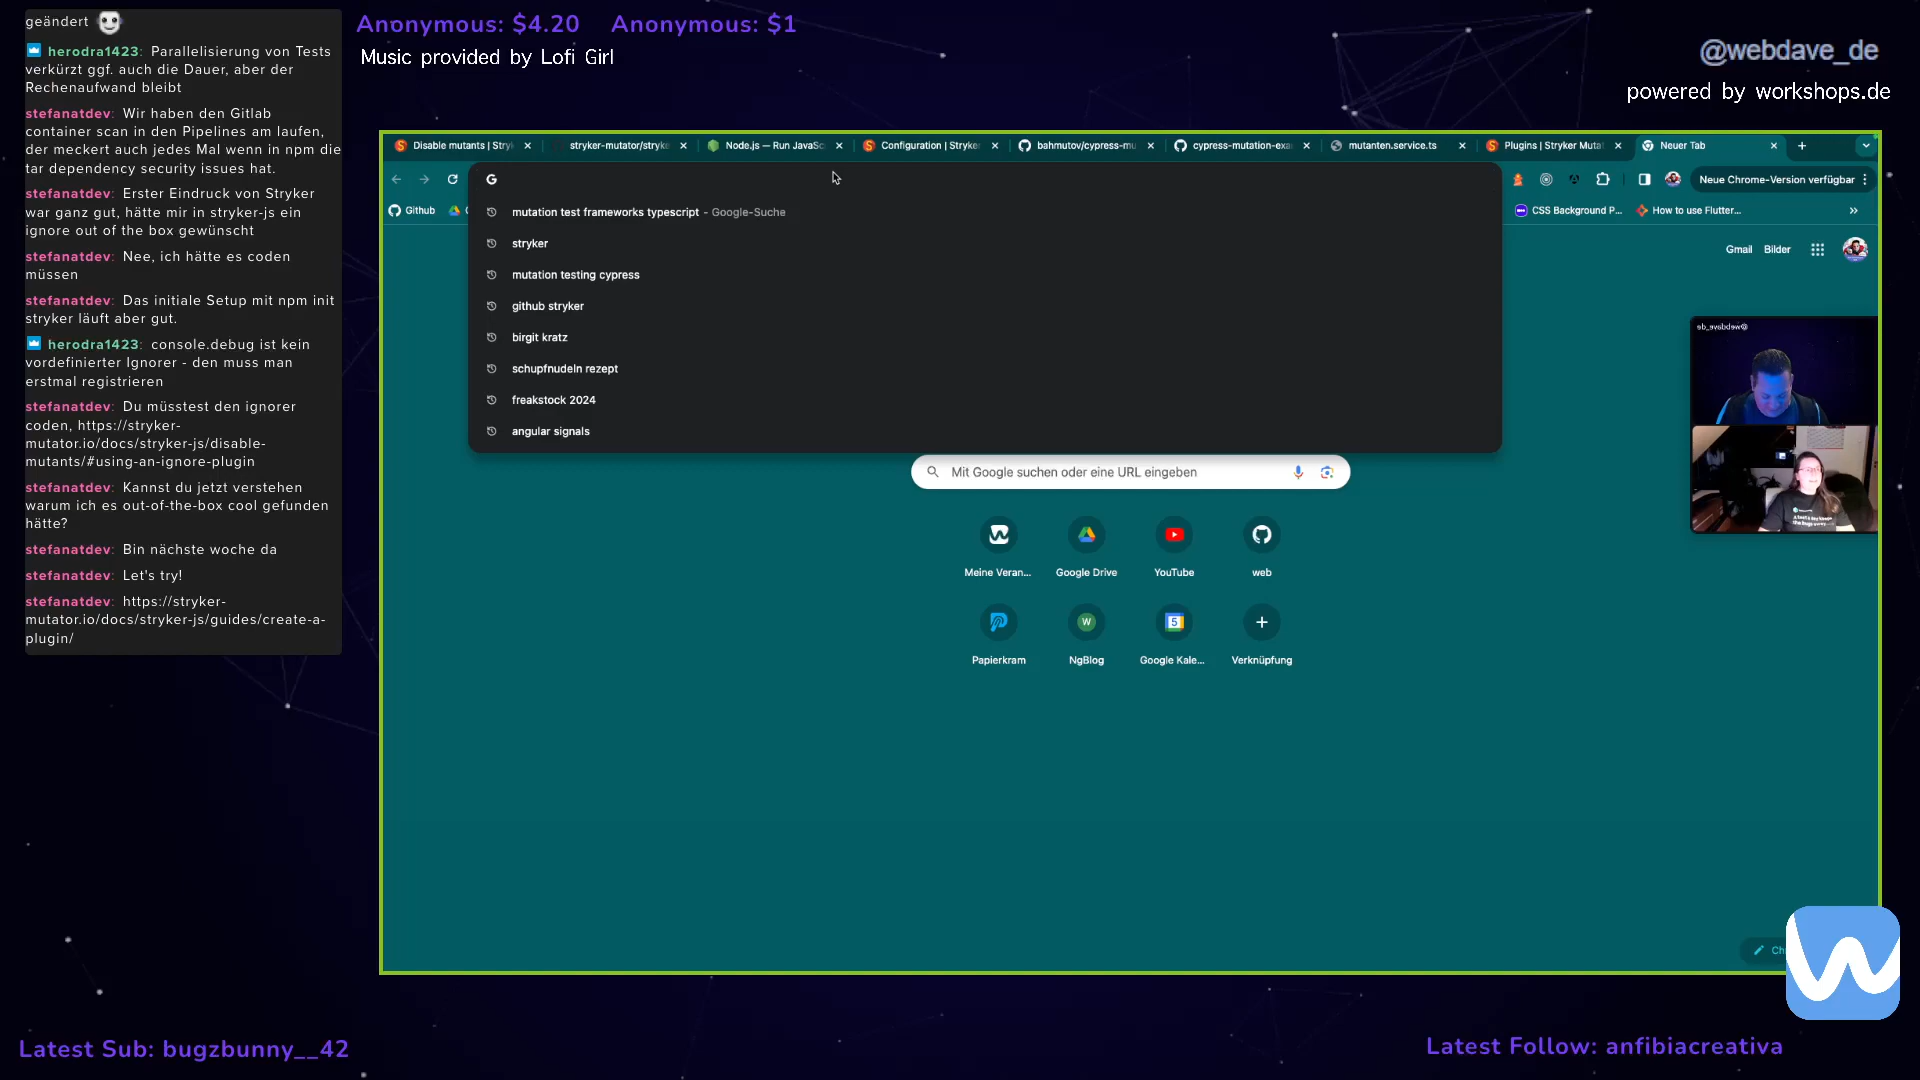 geändert
herodra1423: Parallelisierung von Tests
verkürzt ggf. auch die Dauer, aber der
Rechenaufwand bleibt
stefanatdev: Wir haben den Gitlab
container scan in den Pipelines am laufen,
der meckert auch jedes Mal wenn in npm die
tar dependency security issues hat.
stefanatdev: Erster Eindruck von Stryker
war ganz gut, hätte mir in stryker-js ein
ignore out of the box gewünscht
stefanatdev: Nee, ich hätte es coden
müssen
stefanatdev: Das initiale Setup mit npm init
stryker läuft aber gut.
herodra1423: console.debug ist kein
vordefinierter Ignorer - den muss man
erstmal registrieren
stefanatdev: Du müsstest den ignorer
coden, https://stryker-
mutator.io/docs/stryker-js/disable-
mutants/#using-an-ignore-plugin
stefanatdev: Kannst du jetzt verstehen
warum ich es out-of-the-box cool gefunden
hätte?
stefanatdev: Bin nächste woche da
stefanatdev: Let's try!
stefanatdev: https://stryker-
mutator.io/docs/stryker-js/guides/create-a-
plugin/
Anonymous: $4.20 Anonymous: $1
Music provided by Lofi Girl
@webdave_de
powered by workshops.de
Disable mutants | Stry
stryker-mutator/stryke
Node.js — Run JavaSc
Configuration | Stryker
bahmutov/cypress-mu
cypress-mutation-exa
mutanten.service.ts
Plugins | Stryker Mutat
Neuer Tab
Neue Chrome-Version verfügbar
Github
CSS Background P...
How to use Flutter...
mutation test frameworks typescript - Google-Suche
stryker
mutation testing cypress
github stryker
birgit kratz
schupfnudeln rezept
freakstock 2024
angular signals
Gmail Bilder
@webdave_de
Mit Google suchen oder eine URL eingeben
Meine Veran...
Google Drive
YouTube
web
5
W
Papierkram
NgBlog
Google Kale...
Verknüpfung
Latest Sub: bugzbunny__42
Latest Follow: anfibiacreativa